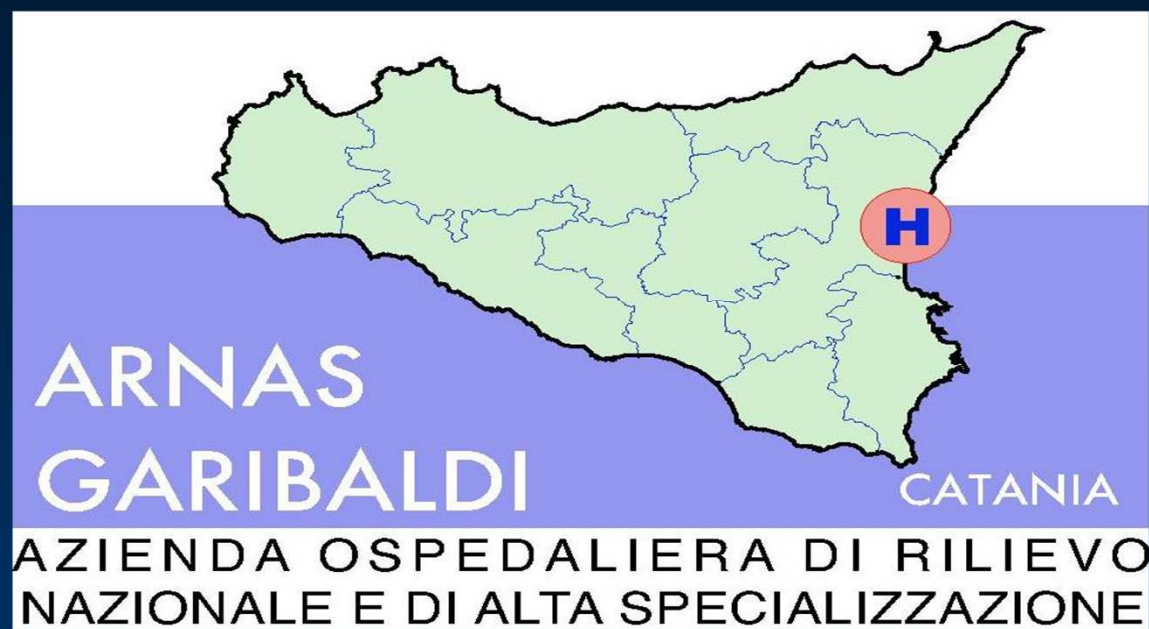 H
ARNAS
GARIBALDI
CATANIA
AZIENDA OSPEDALIERA DI RILIEVO
NAZIONALE E DI ALTA SPECIALIZZAZIONE